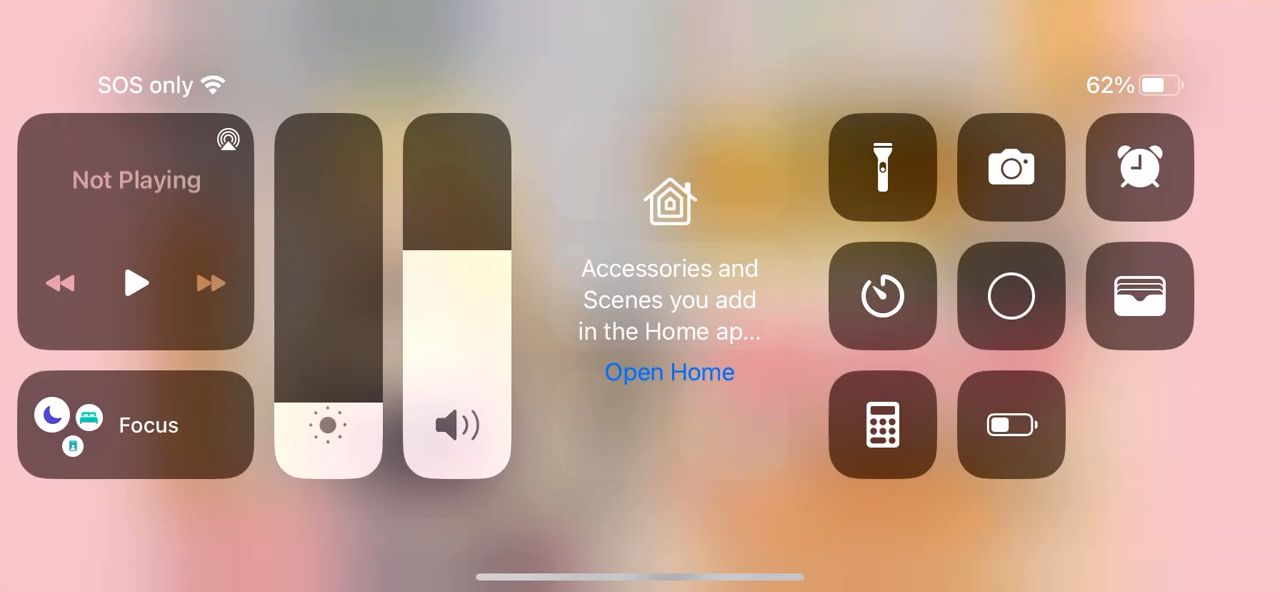 SOS only
62%
Not Playing
Focus
Accessories and
Scenes you add
in the Home ap...
Open Home